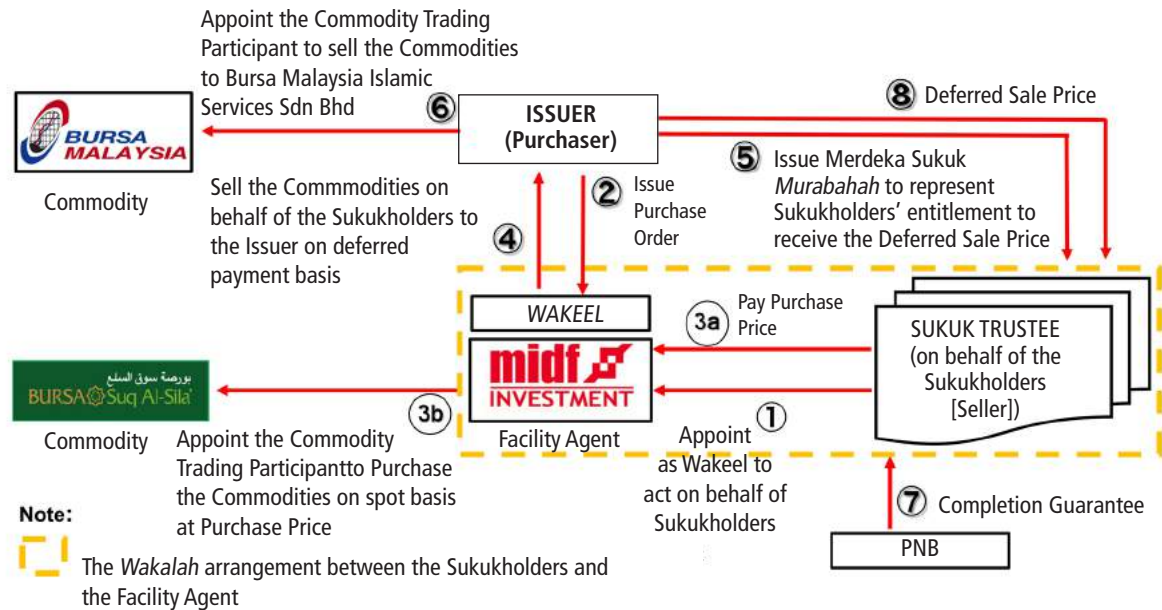 Appoint the Commodity Trading
Participant to sell the Commodities
to Bursa Malaysia Islamic
Services Sdn Bhd
6
BURSA
MALAYSIA
Commodity
ISSUER
(Purchaser)
8 Deferred Sale Price
5 Issue Merdeka Sukuk
Murabahah to represent
Sukukholders’ entitlement to
receive the Deferred Sale Price
Sell the Commmodities on
behalf of the Sukukholders to
the Issuer on deferred
payment basis
4
2 Issue
Purchase
Order
WAKEEL
midf
INVESTMENT
Facility Agent
3a
Pay Purchase
Price
SUKUK TRUSTEE
(on behalf of the
Sukukholders
[Seller])
بورصة سوق السلع
BURSA Suq Al-Sila'
Commodity
3b
Appoint the Commodity
Trading Participantto Purchase
the Commodities on spot basis
at Purchase Price
1
Appoint
as Wakeel to
act on behalf of
Sukukholders
7 Completion Guarantee
PNB
Note:
The Wakalah arrangement between the Sukukholders and
the Facility Agent